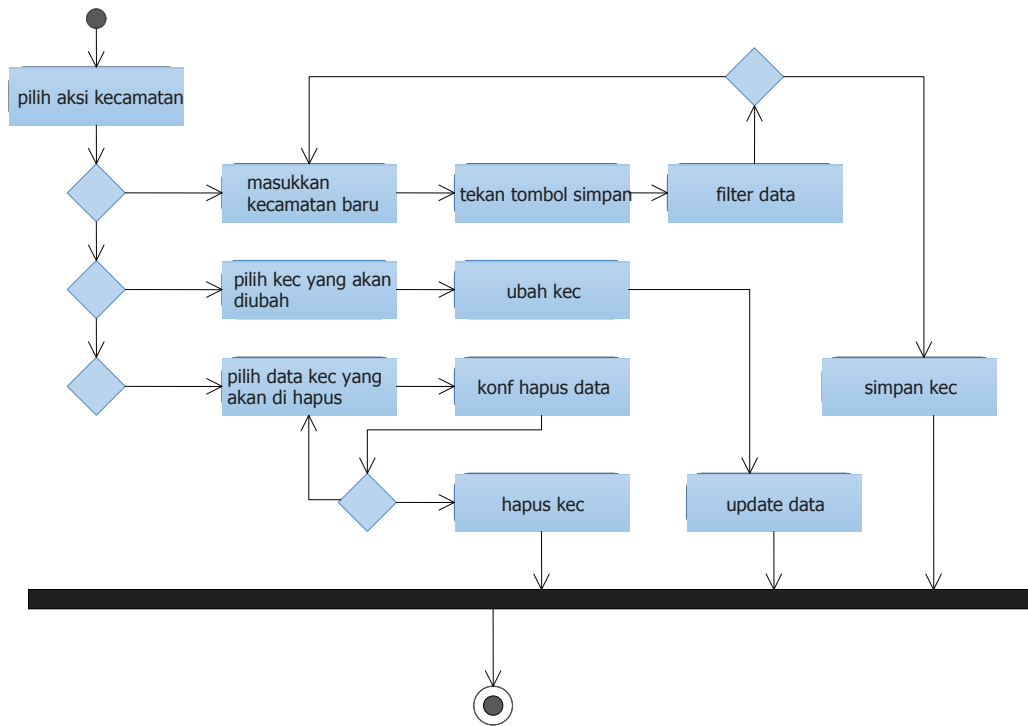 pilih aksi kecamatan
masukkan
kecamatan baru
tekan tombol simpan
filter data
pilih kec yang akan
diubah
ubah kec
pilih data kec yang
akan di hapus
konf hapus data
simpan kec
hapus kec
update data